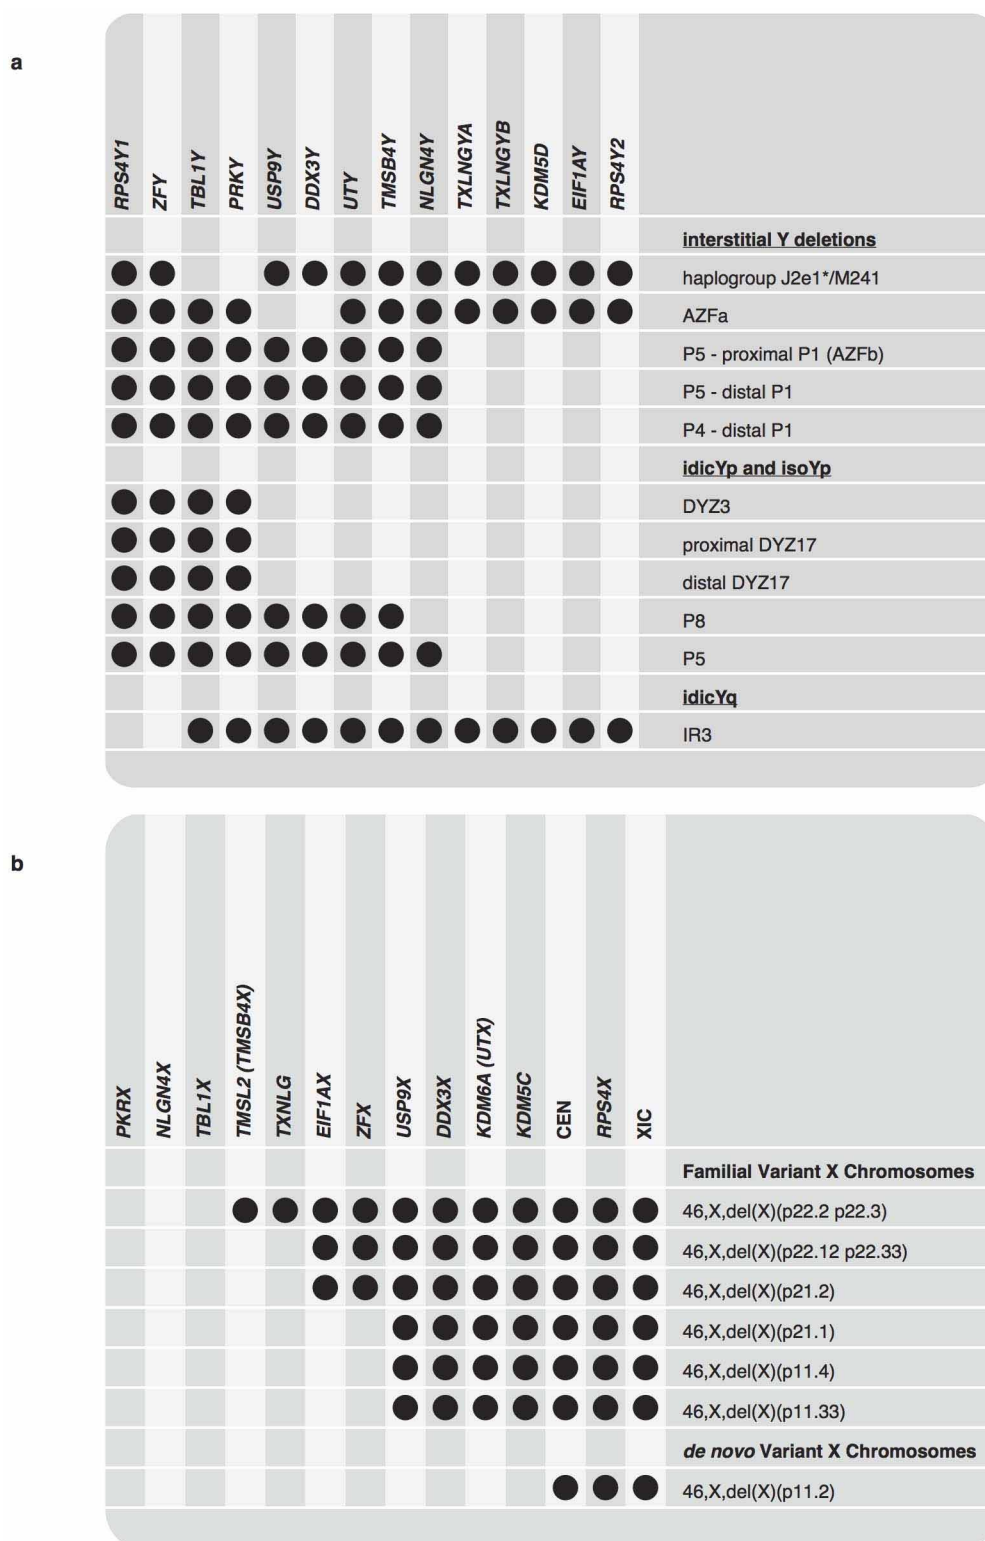 a
RPS4Y1
ZFY
TBL1Y
PRKY
USP9Y
DDX3Y
UTY
TMSB4Y
NLGN4Y
TXLNGYA
TXLNGYB
KDM5D
EIF1AY
RPS4Y2
interstitial Y deletions
haplogroup J2e1*/M241
AZFa
P5 - proximal P1 (AZFb)
P5 - distal P1
P4 - distal P1
idicYp and isoYp
DYZ3
proximal DYZ17
distal DYZ17
P8
P5
idicYq
IR3
b
PKRX
NLGN4X
TBL1X
TMSL2 (TMSB4X)
TXNLG
EIF1AX
ZFX
USP9X
DDX3X
KDM6A (UTX)
KDM5C
CEN
RPS4X
XIC
Familial Variant X Chromosomes
46,X,del(X)(p22.2 p22.3)
46,X,del(X)(p22.12 p22.33)
46,X,del(X)(p21.2)
46,X,del(X)(p21.1)
46,X,del(X)(p11.4)
46,X,del(X)(p11.33)
de novo Variant X Chromosomes
46,X,del(X)(p11.2)